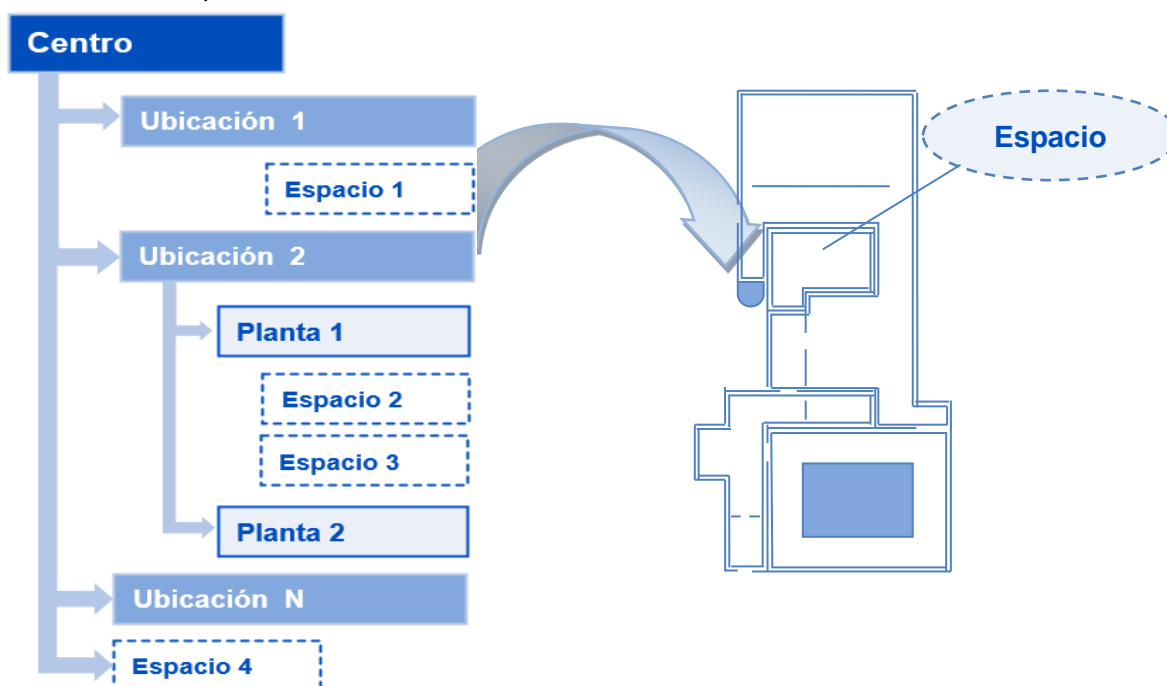 Centro
Ubicación 1
Espacio 1
Ubicación 2
Planta 1
Espacio 2
Espacio 3
Planta 2
Ubicación N
Espacio 4
Espacio